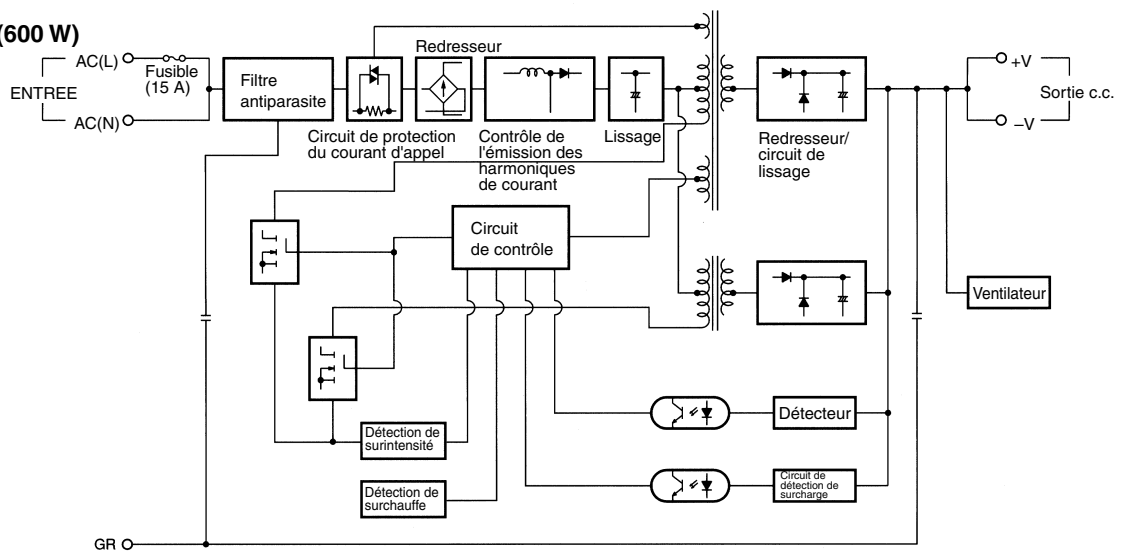 (600 W)
AC(L)
Fusible
(15 A)
ENTREE
AC(N)
Filtre
antiparasite
Redresseur
Circuit de protection
du courant d'appel
Contrôle de
l'émission des
harmoniques
de courant
Lissage
Redresseur/
circuit de
lissage
+V
Sortie c.c.
–V
Circuit
de contrôle
Ventilateur
Détecteur
Détection de
surintensité
Circuit de
détection de
surcharge
Détection de
surchauffe
GR